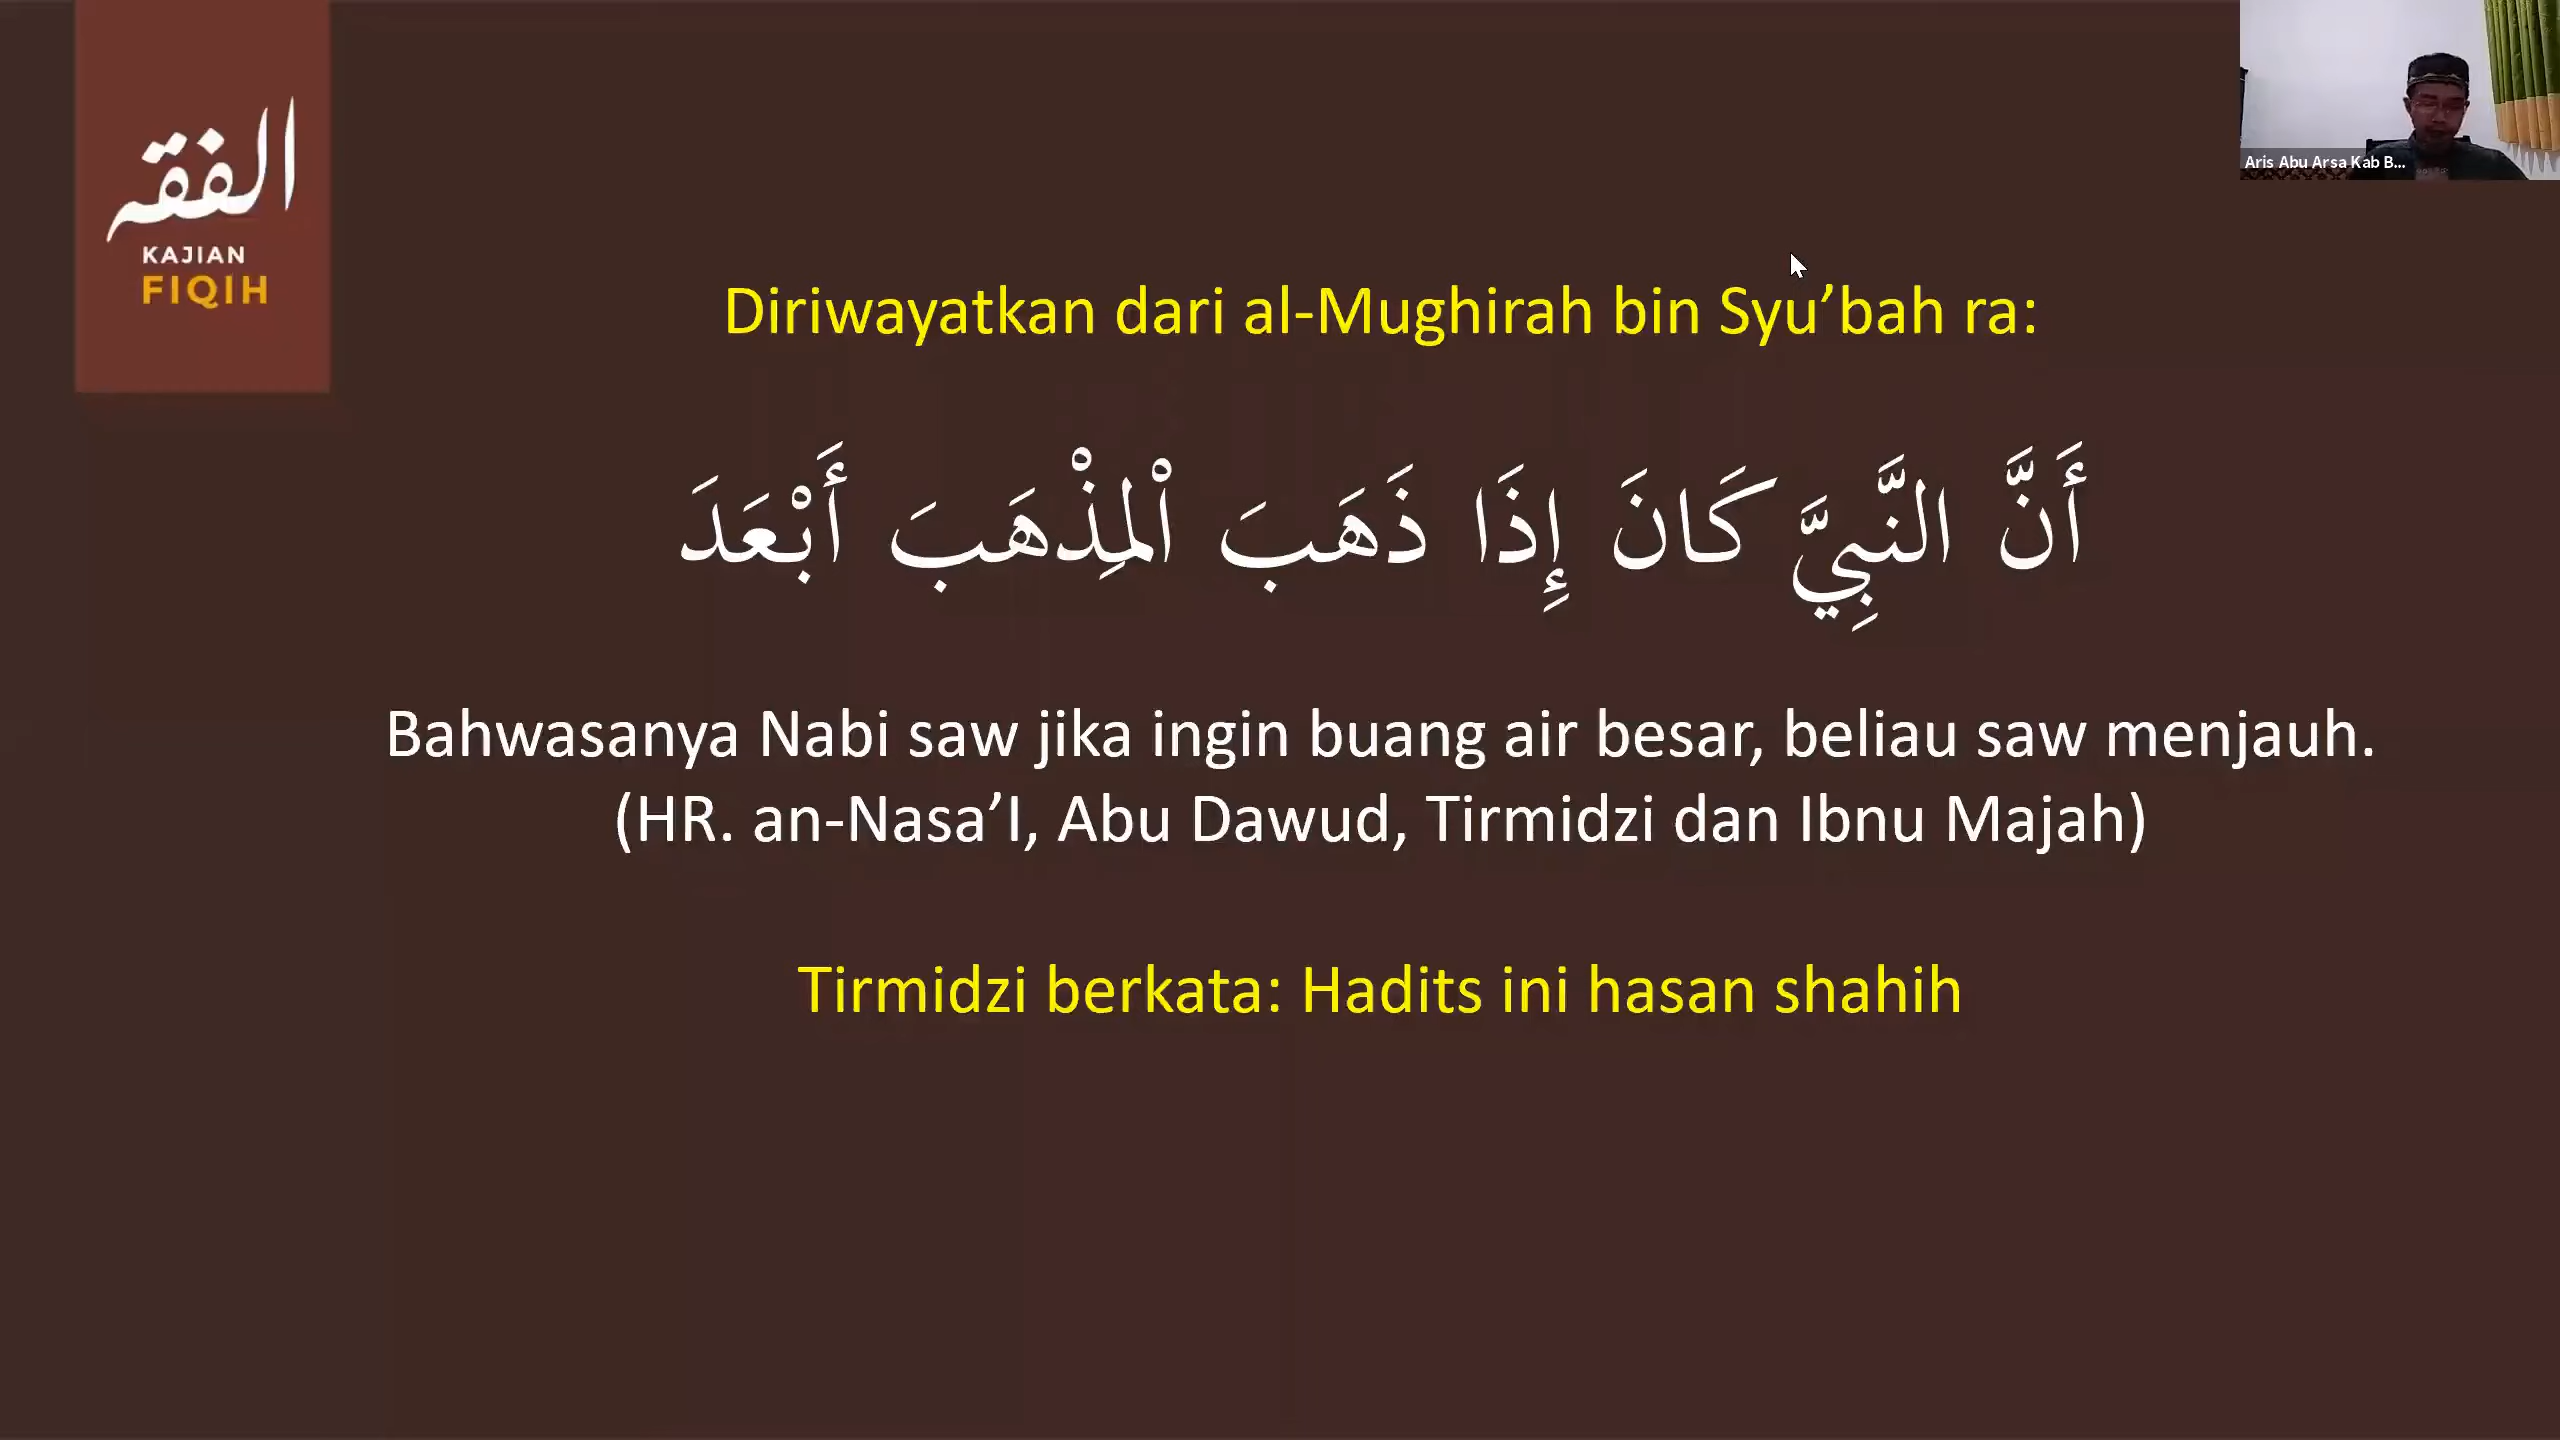 الفقه
KAJIAN
FIQIH
Aris Abu Arsa Kab B...
Diriwayatkan dari al-Mughirah bin Syu’bah ra:
أَنَّ النَّبِيَّ كَانَ إِذَا ذَهَبَ اْلمِذْهَبَ أَبْعَدَ
Bahwasanya Nabi saw jika ingin buang air besar, beliau saw menjauh.
(HR. an-Nasa’I, Abu Dawud, Tirmidzi dan Ibnu Majah)
Tirmidzi berkata: Hadits ini hasan shahih